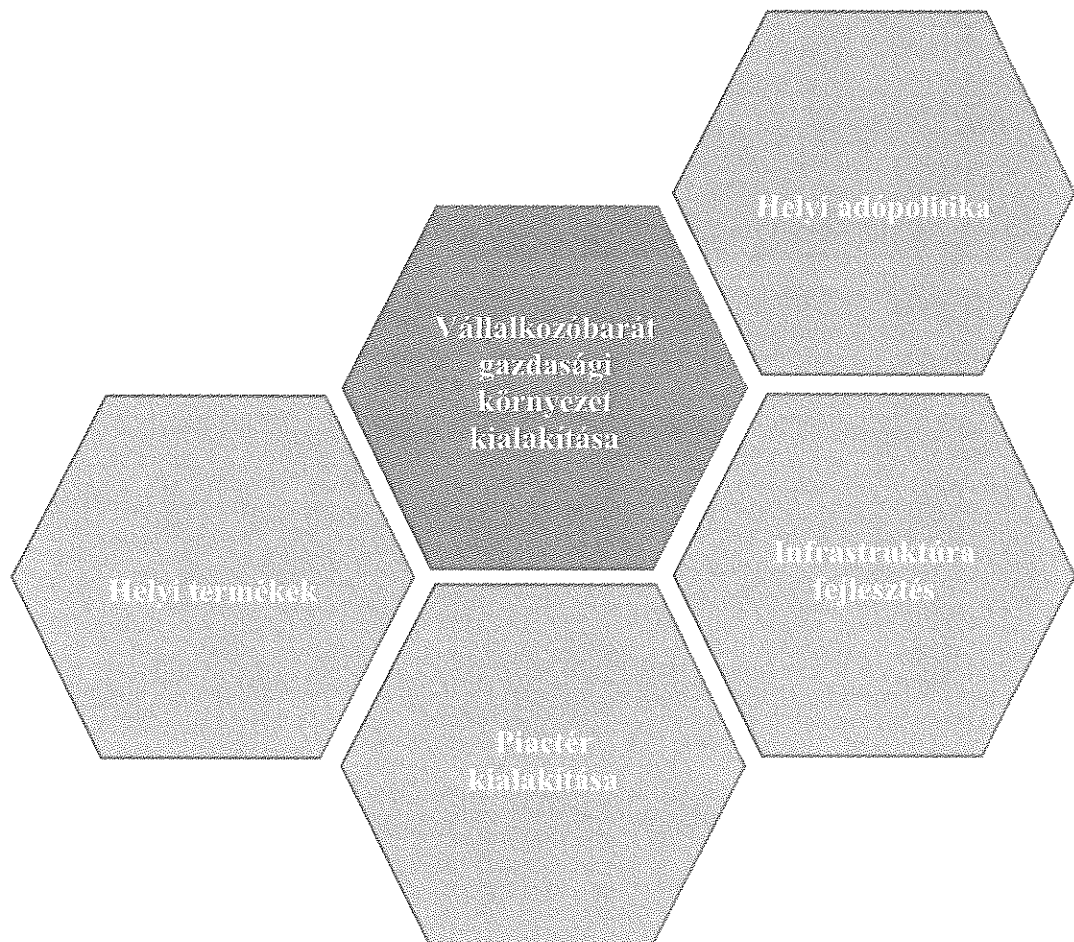 Helyi adópolitika
Vállalkozóbarát
gazdasági
környezet
kialakítása
Infrastruktúra
fejlesztés
Helyi termékek
Piactér
kialakítása